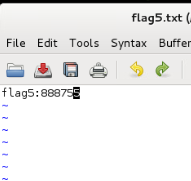 flag5.txt (/
File Edit Tools Syntax Buffer
flag5:888755
~
~
~
~
~
~